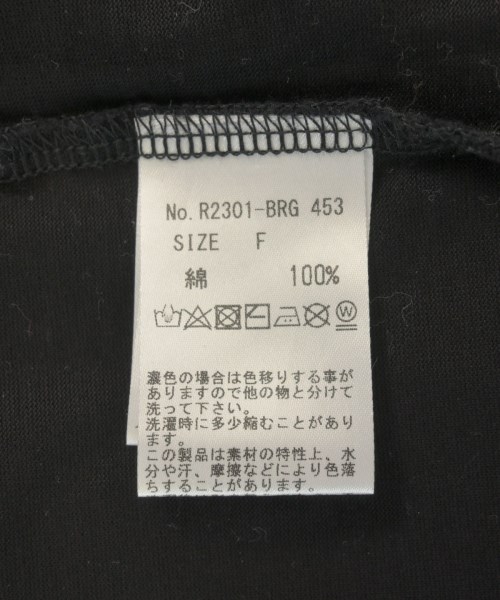 No. R2301-BRG 453
SIZE F
綿 100%
W
濃色の場合は色移りする事が
ありますので他の物と分けて
洗って下さい。
洗濯時に多少縮むことがあり
ます。
この製品は素材の特性上、水
分や汗、摩擦などにより色落
ちすることがあります。